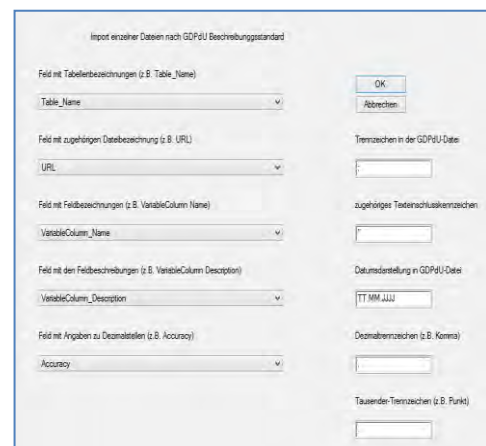 Import einzelner Dateien nach GDPdU Beschreibunggsstandard
Feld mit Tabellenbezeichnungen (z.B. Table_Name)
Table_Name
OK
Abbrechen
Feld mit zugehörigen Dateibezeichnung (z.B. URL)
URL
Trennzeichen in der GDPdU-Datei
Feld mit Feldbezeichnungen (z.B. VariableColumn Name)
VariableColumn_Name
zugehöriges Texteinschlusskennzeichen
"
Feld mit den Feldbeschreibungen (z.B. VariableColumn Description)
VariableColumn_Description
Datumsdarstellung in GDPdU-Datei
TT.MM.JJJJ
Feld mit Angaben zu Dezimalstellen (z.B. Accuracy)
Accuracy
Dezimaltrennzeichen (z.B. Komma)
Tausender-Trennzeichen (z.B. Punkt)